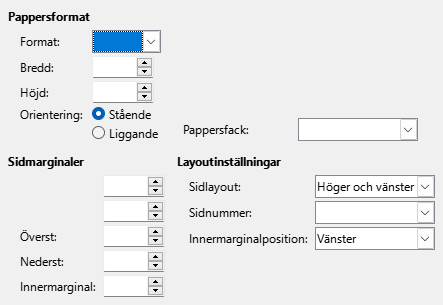 Pappersformat
Format:
Bredd:
Höjd:
Orientering: Stående
Liggande
Pappersfack:
Sidmarginaler
Layoutinställningar
Sidlayout: Höger och vänster
Sidnummer:
Överst:
Innermarginalposition: Vänster
Nederst:
Innermarginal: